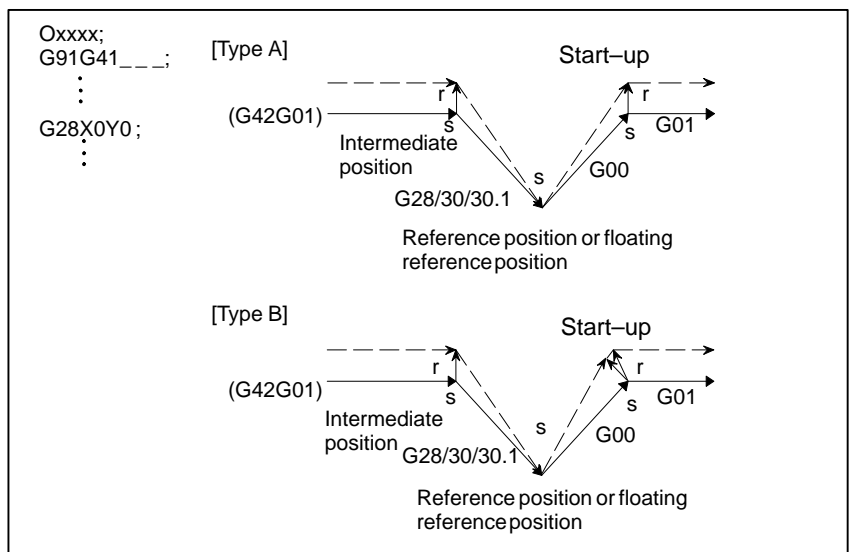 Oxxxx;
G91G41_ _ _;
G28X0Y0 ;
[Type A]
Start–up
r
r
(G42G01)
s
s
G01
Intermediate
position
s
G00
G28/30/30.1
Reference position or floating
reference position
[Type B]
Start–up
r
r
(G42G01)
s
s
G01
Intermediate
position
s
G00
G28/30/30.1
Reference position or floating
reference position